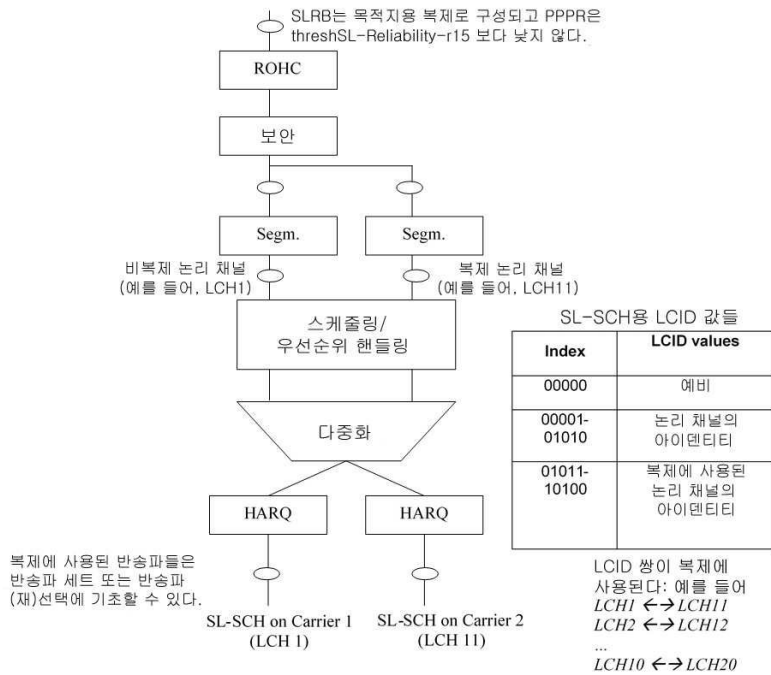 SLRB는 목적지용 복제로 구성되고 PPPR은
threshSL-Reliability-r15 보다 낮지 않다.
ROHC
보안
Segm.
Segm.
비복제 논리 채널
(예를 들어, LCH1)
복제 논리 채널
(예를 들어, LCH11)
스케줄링/
우선순위 핸들링
다중화
HARQ
HARQ
복제에 사용된 반송파들은
반송파 세트 또는 반송파
(재)선택에 기초할 수 있다.
SL-SCH on Carrier 1
(LCH 1)
SL-SCH on Carrier 2
(LCH 11)
SL-SCH용 LCID 값들
Index
LCID values
00000
예비
00001-
01010
논리 채널의
아이덴티티
01011-
10100
복제에 사용된
논리 채널의
아이덴티티
LCID 쌍이 복제에
사용된다: 예를 들어
LCH1 ←→ LCH11
LCH2 ←→ LCH12
...
LCH10 ←→ LCH20